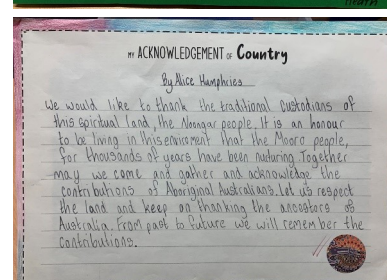 MY ACKNOWLEDGEMENT OF Country
By Alice Humphries
We would like to thank the traditional Custodians of
this spiritual land, the Noongar people. It is an honour
to be living in this enviroment that the Mooro people,
for thousands of years have been nuturing. Together
may we come and gather and acknowledge the
contributions of Aboriginal Australians. Let us respect
the land and keep on thanking the ancestors of
Australia. From past to future we will remember the
contributions.